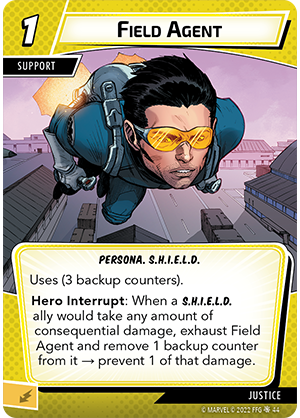 1
FIELD AGENT
SUPPORT
PERSONA. S.H.I.E.L.D.
Uses (3 backup counters).
Hero Interrupt: When a S.H.I.E.L.D.
ally would take any amount of
consequential damage, exhaust Field
Agent and remove 1 backup counter
from it → prevent 1 of that damage.
JUSTICE
© MARVEL © 2022 FFG 44